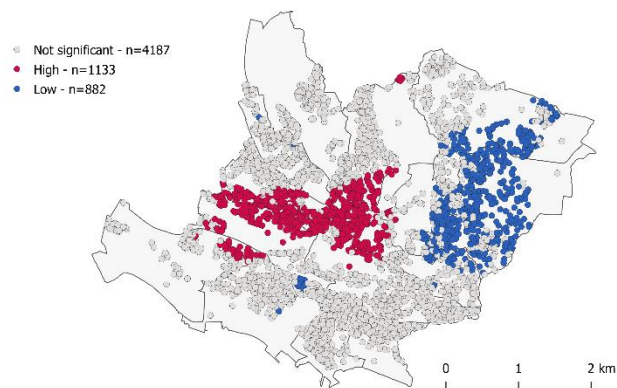 Not significant - n=4187
High - n=1133
Low - n=882
0 1 2 km